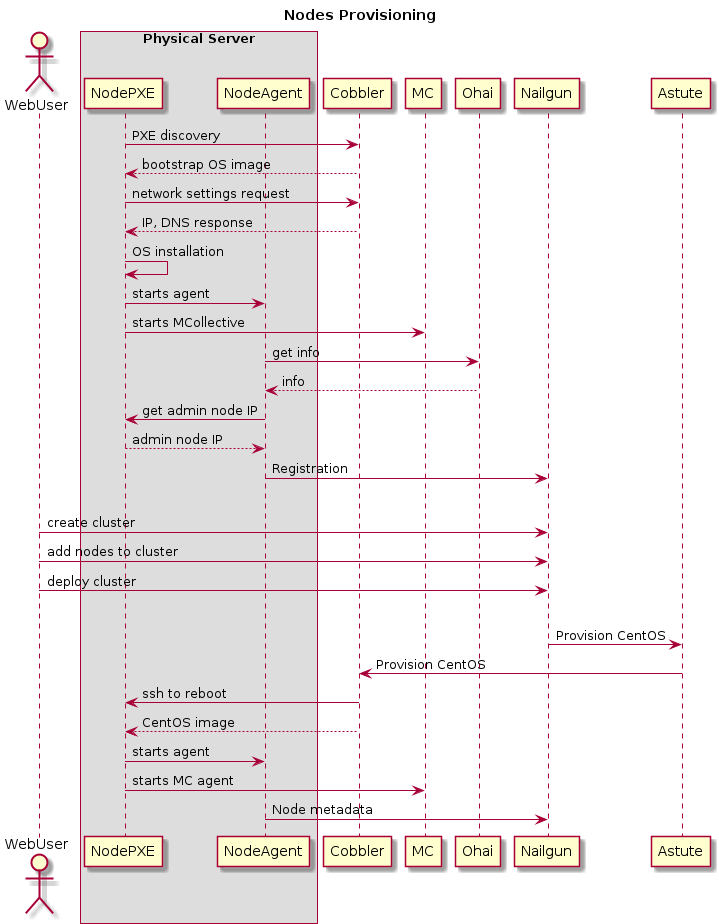 Nodes Provisioning
Physical Server
WebUser
NodePXE
NodeAgent
Cobbler
MC
Ohai
Nailgun
Astute
PXE discovery
bootstrap OS image
network settings request
IP, DNS response
OS installation
starts agent
starts MCollective
get info
info
get admin node IP
admin node IP
Registration
create cluster
add nodes to cluster
deploy cluster
Provision CentOS
Provision CentOS
ssh to reboot
CentOS image
starts agent
starts MC agent
Node metadata
WebUser
NodePXE
NodeAgent
Cobbler
MC
Ohai
Nailgun
Astute